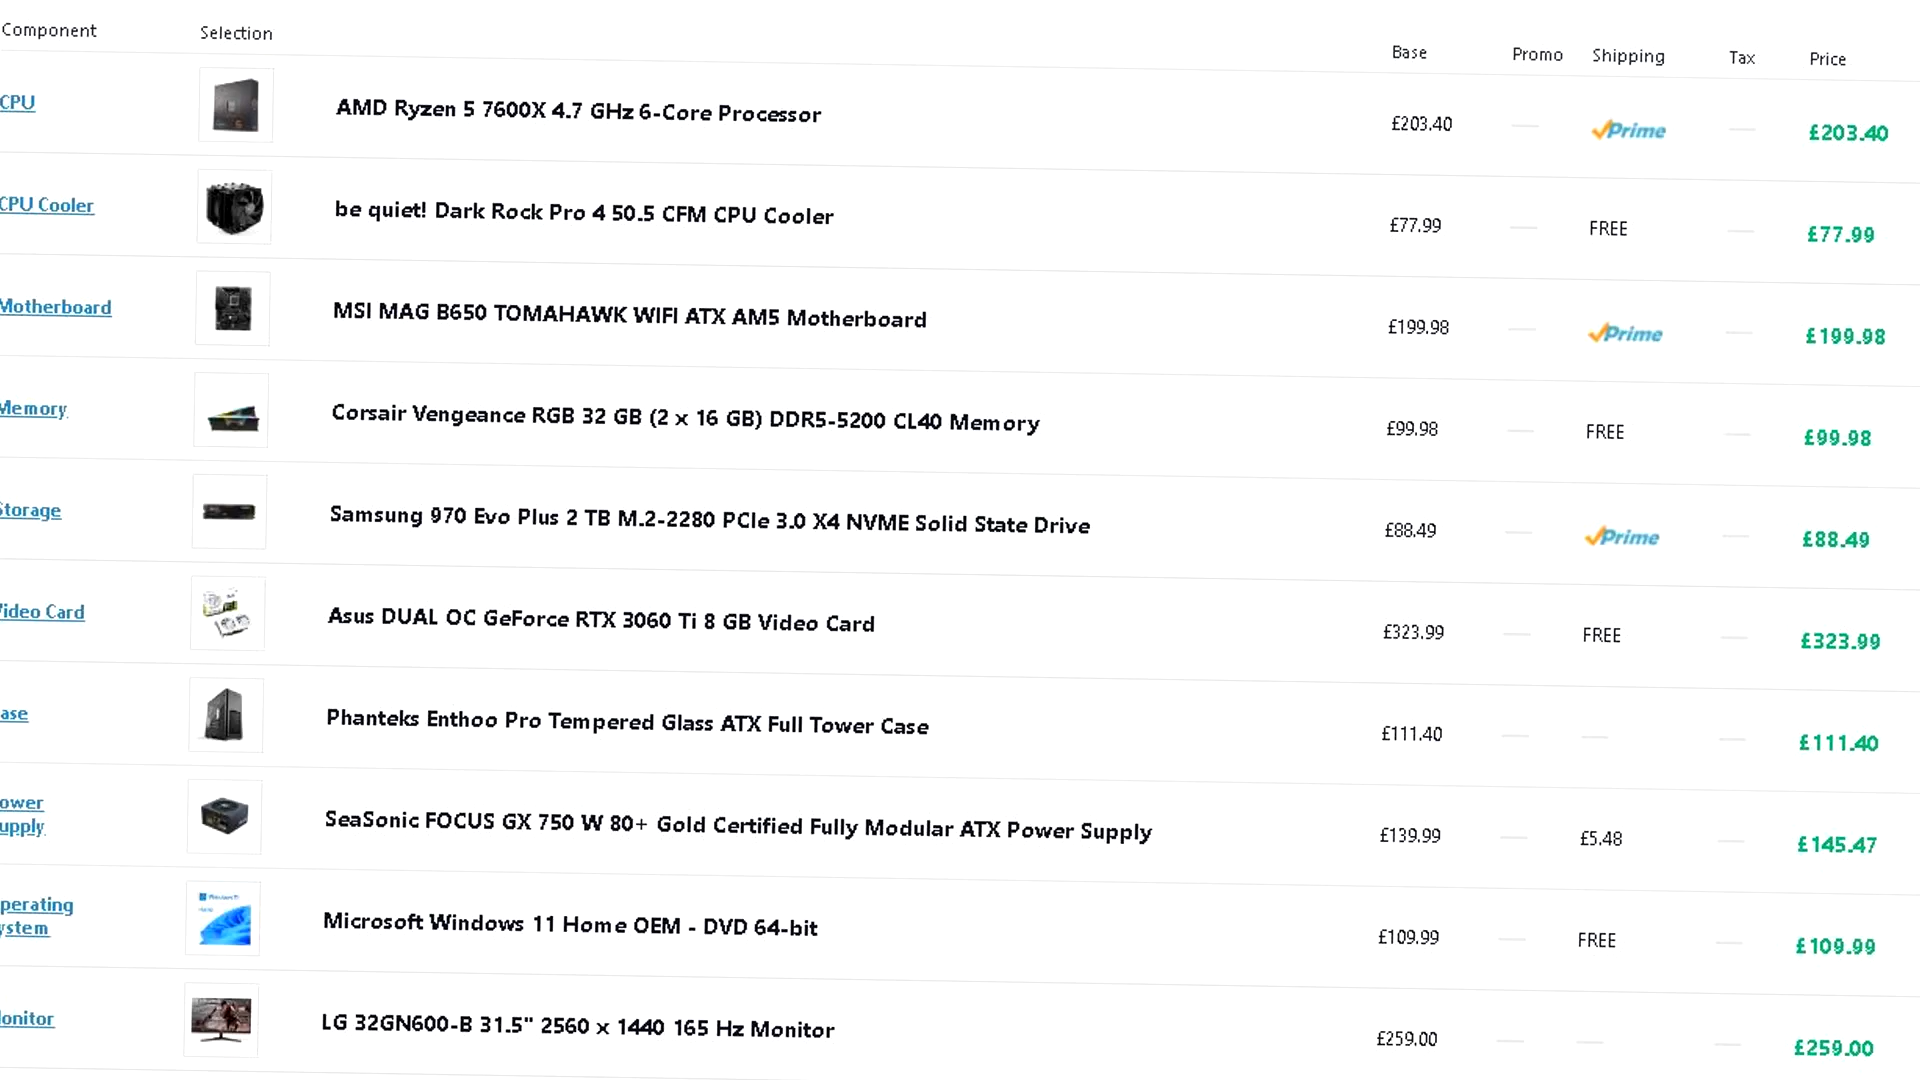 Component Selection Base Promo Shipping Tax Price
CPU AMD Ryzen 5 7600X 4.7 GHz 6-Core Processor £203.40 — Prime — £203.40
CPU Cooler be quiet! Dark Rock Pro 4 50.5 CFM CPU Cooler £77.99 — FREE — £77.99
Motherboard MSI MAG B650 TOMAHAWK WIFI ATX AM5 Motherboard £199.98 — Prime — £199.98
Memory Corsair Vengeance RGB 32 GB (2 x 16 GB) DDR5-5200 CL40 Memory £99.98 — FREE — £99.98
Storage Samsung 970 Evo Plus 2 TB M.2-2280 PCIe 3.0 X4 NVME Solid State Drive £88.49 — Prime — £88.49
Video Card Asus DUAL OC GeForce RTX 3060 Ti 8 GB Video Card £323.99 — FREE — £323.99
ase Phanteks Enthoo Pro Tempered Glass ATX Full Tower Case £111.40 — — — £111.40
ower
upply SeaSonic FOCUS GX 750 W 80+ Gold Certified Fully Modular ATX Power Supply £139.99 — £5.48 — £145.47
perating
ystem Microsoft Windows 11 Home OEM - DVD 64-bit £109.99 — FREE — £109.99
onitor LG 32GN600-B 31.5" 2560 x 1440 165 Hz Monitor £259.00 — — — £259.00